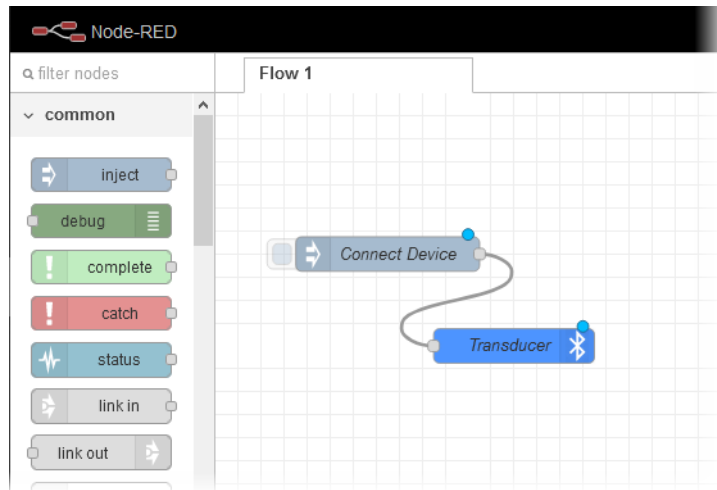 Node-RED
filter nodes
Flow 1
common
inject
debug
complete
catch
status
link in
link out
Connect Device
Transducer